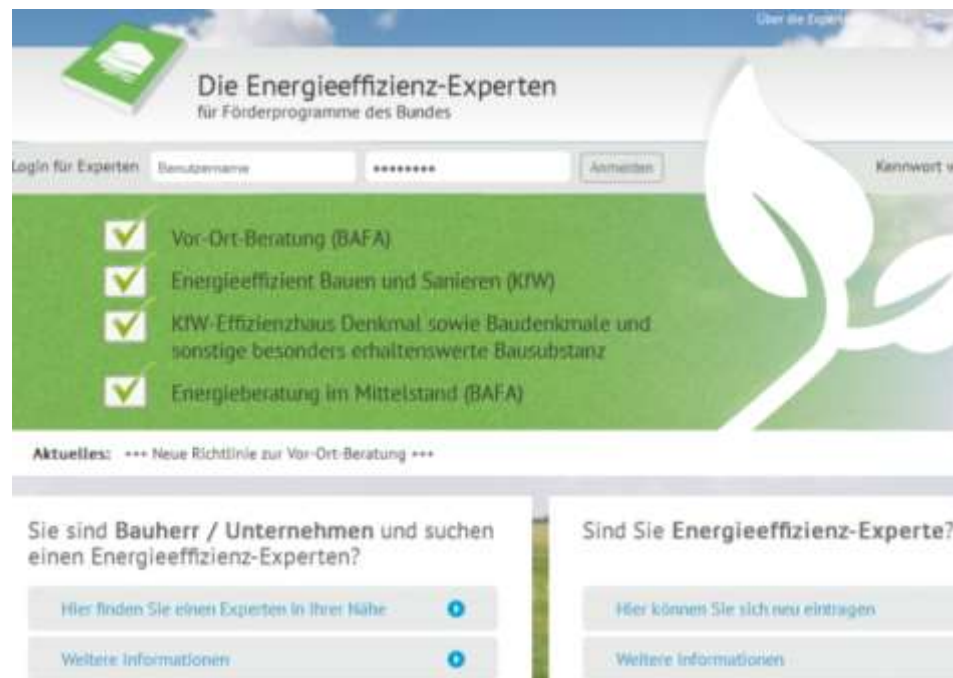 Über die
Die Energieeffizienz-Experten
für Förderprogramme des Bundes
Login für Experten Benutzername •••••••• Anmelden Kennwort
Vor-Ort-Beratung (BAFA)
Energieeffizient Bauen und Sanieren (KfW)
KfW-Effizienzhaus Denkmal sowie Baudenkmale und
sonstige besonders erhaltenswerte Bausubstanz
Energieberatung im Mittelstand (BAFA)
Aktuelles: +++ Neue Richtlinie zur Vor-Ort-Beratung +++
Sie sind Bauherr / Unternehmen und suchen
einen Energieeffizienz-Experten?
Hier finden Sie einen Experten in Ihrer Nähe
Weitere Informationen
Sind Sie Energieeffizienz-Experte?
Hier können Sie sich neu eintragen
Weitere Informationen